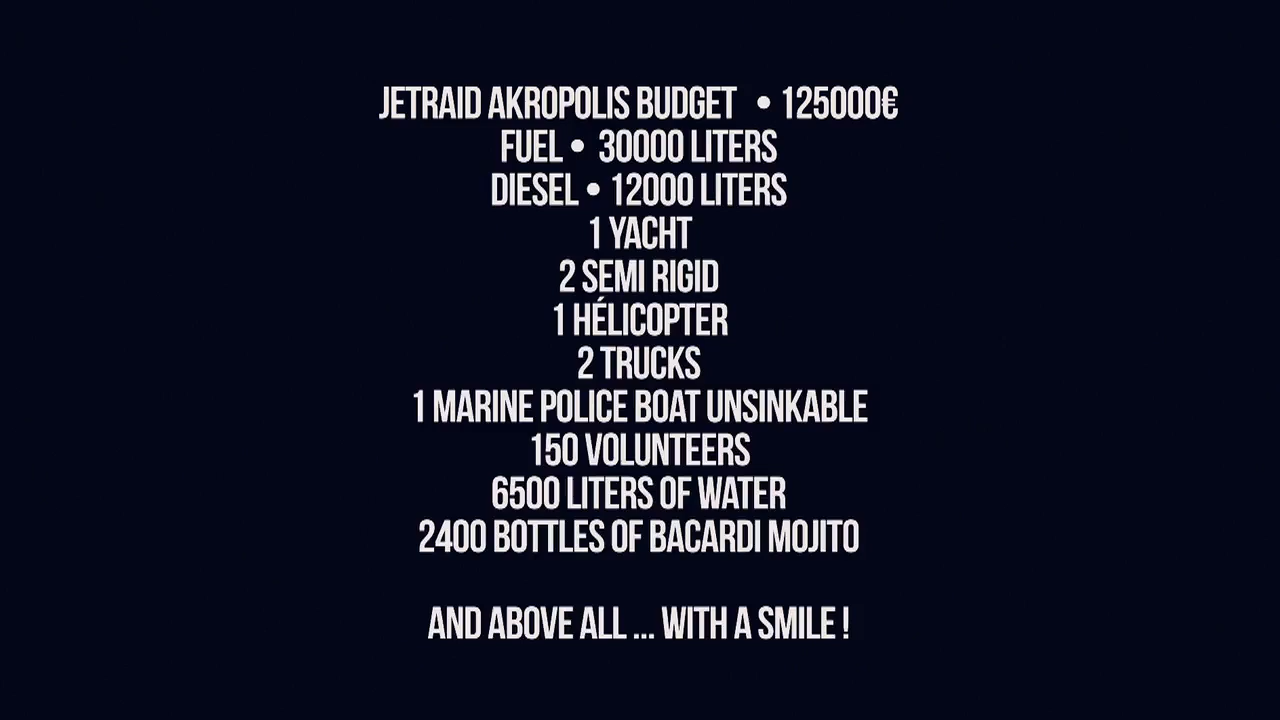 JETRAID AKROPOLIS BUDGET • 125000€
FUEL • 30000 LITERS
DIESEL • 12000 LITERS
1 YACHT
2 SEMI RIGID
1 HÉLICOPTER
2 TRUCKS
1 MARINE POLICE BOAT UNSINKABLE
150 VOLUNTEERS
6500 LITERS OF WATER
2400 BOTTLES OF BACARDI MOJITO
AND ABOVE ALL ... WITH A SMILE !